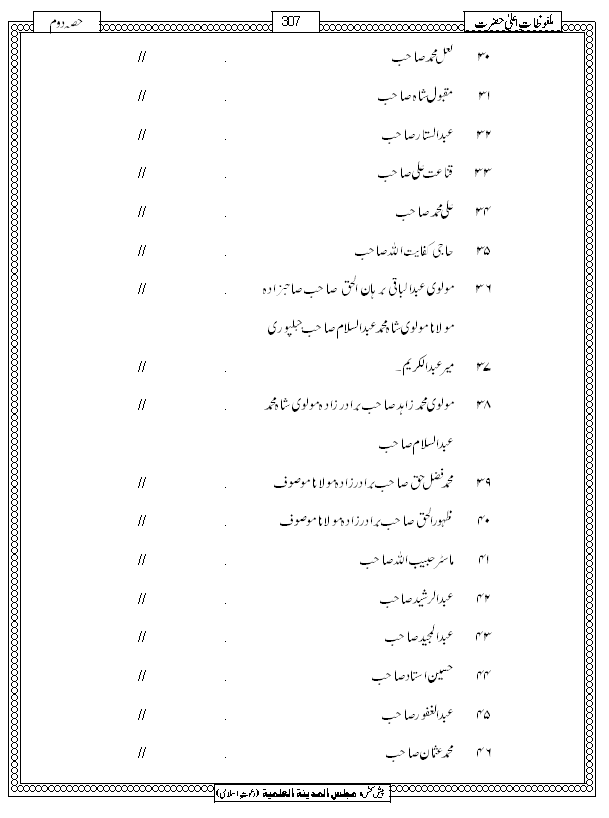 ملفوظاتِ اعلیٰ حضرت 307 حصہ دوم
۳۰ لعل محمد صاحب . //
۳۱ مقبول شاہ صاحب . //
۳۲ عبدالستار صاحب . //
۳۳ قناعت علی صاحب . //
۳۴ علی محمد صاحب . //
۳۵ حاجی کفایت اللہ صاحب . //
۳۶ مولوی عبدالباقی برہان الحق صاحب صاحبزادہ . //
مولانا مولوی شاہ محمد عبدالسلام صاحب جبلپوری
۳۷ میر عبدالکریم۔ . //
۳۸ مولوی محمد زاہد صاحب برادر زادہ مولوی شاہ محمد . //
عبدالسلام صاحب
۳۹ محمد فضل حق صاحب برادر زادۂ مولانا موصوف . //
۴۰ ظہور الحق صاحب برادر زادۂ مولانا موصوف . //
۴۱ ماسٹر حبیب اللہ صاحب . //
۴۲ عبدالرشید صاحب . //
۴۳ عبدالمجید صاحب . //
۴۴ حسین استاد صاحب . //
۴۵ عبدالغفور صاحب . //
۴۶ محمد عثمان صاحب . //
پیش کش: مجلس المدینة العلمیة (دعوتِ اسلامی)